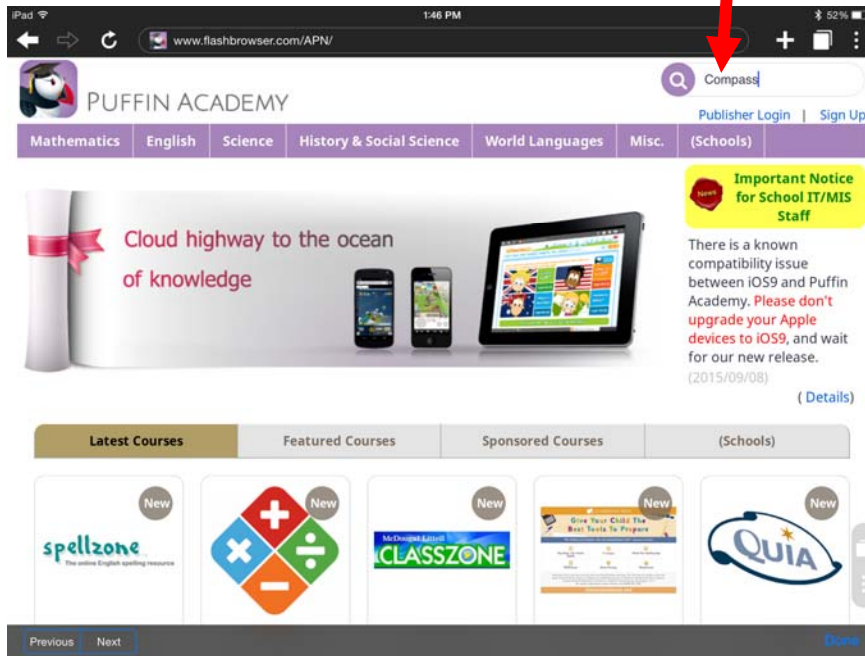 iPad 1:46 PM 52%
www.flashbrowser.com/APN/
PUFFIN ACADEMY
Compass
Publisher Login | Sign Up
Mathematics English Science History & Social Science World Languages Misc. (Schools)
Cloud highway to the ocean
of knowledge
News
Important Notice
for School IT/MIS
Staff
There is a known
compatibility issue
between iOS9 and Puffin
Academy. Please don't
upgrade your Apple
devices to iOS9, and wait
for our new release.
(2015/09/08)
( Details)
Latest Courses Featured Courses Sponsored Courses (Schools)
New New New New New
spellzone
The online English spelling resource
McDougal Littell
CLASSZONE
Give Your Child The
Best Tools To Prepare
QUIA
Previous Next Done